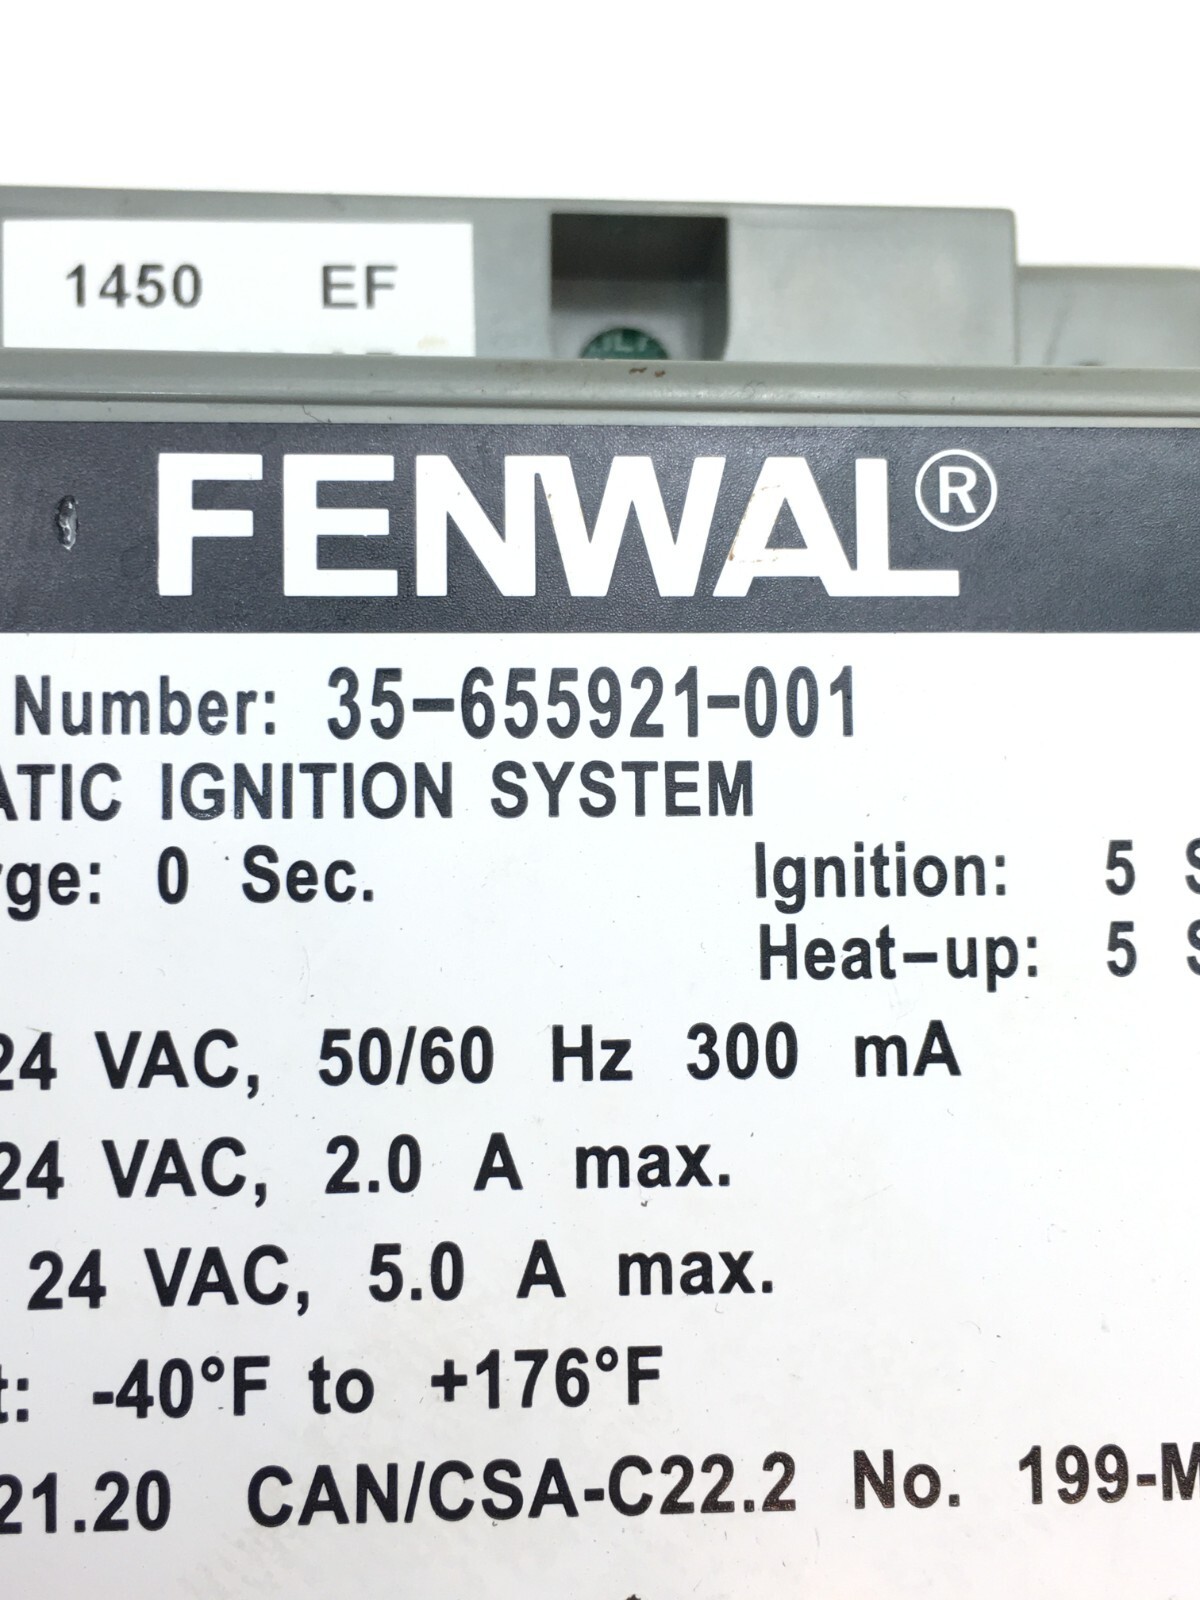 1450 EF
FENWAL®
Number: 35-655921-001
ATIC IGNITION SYSTEM
rge: 0 Sec.
Ignition: 5 S
Heat-up: 5 S
24 VAC, 50/60 Hz 300 mA
24 VAC, 2.0 A max.
24 VAC, 5.0 A max.
t: -40°F to +176°F
21.20 CAN/CSA-C22.2 No. 199-M